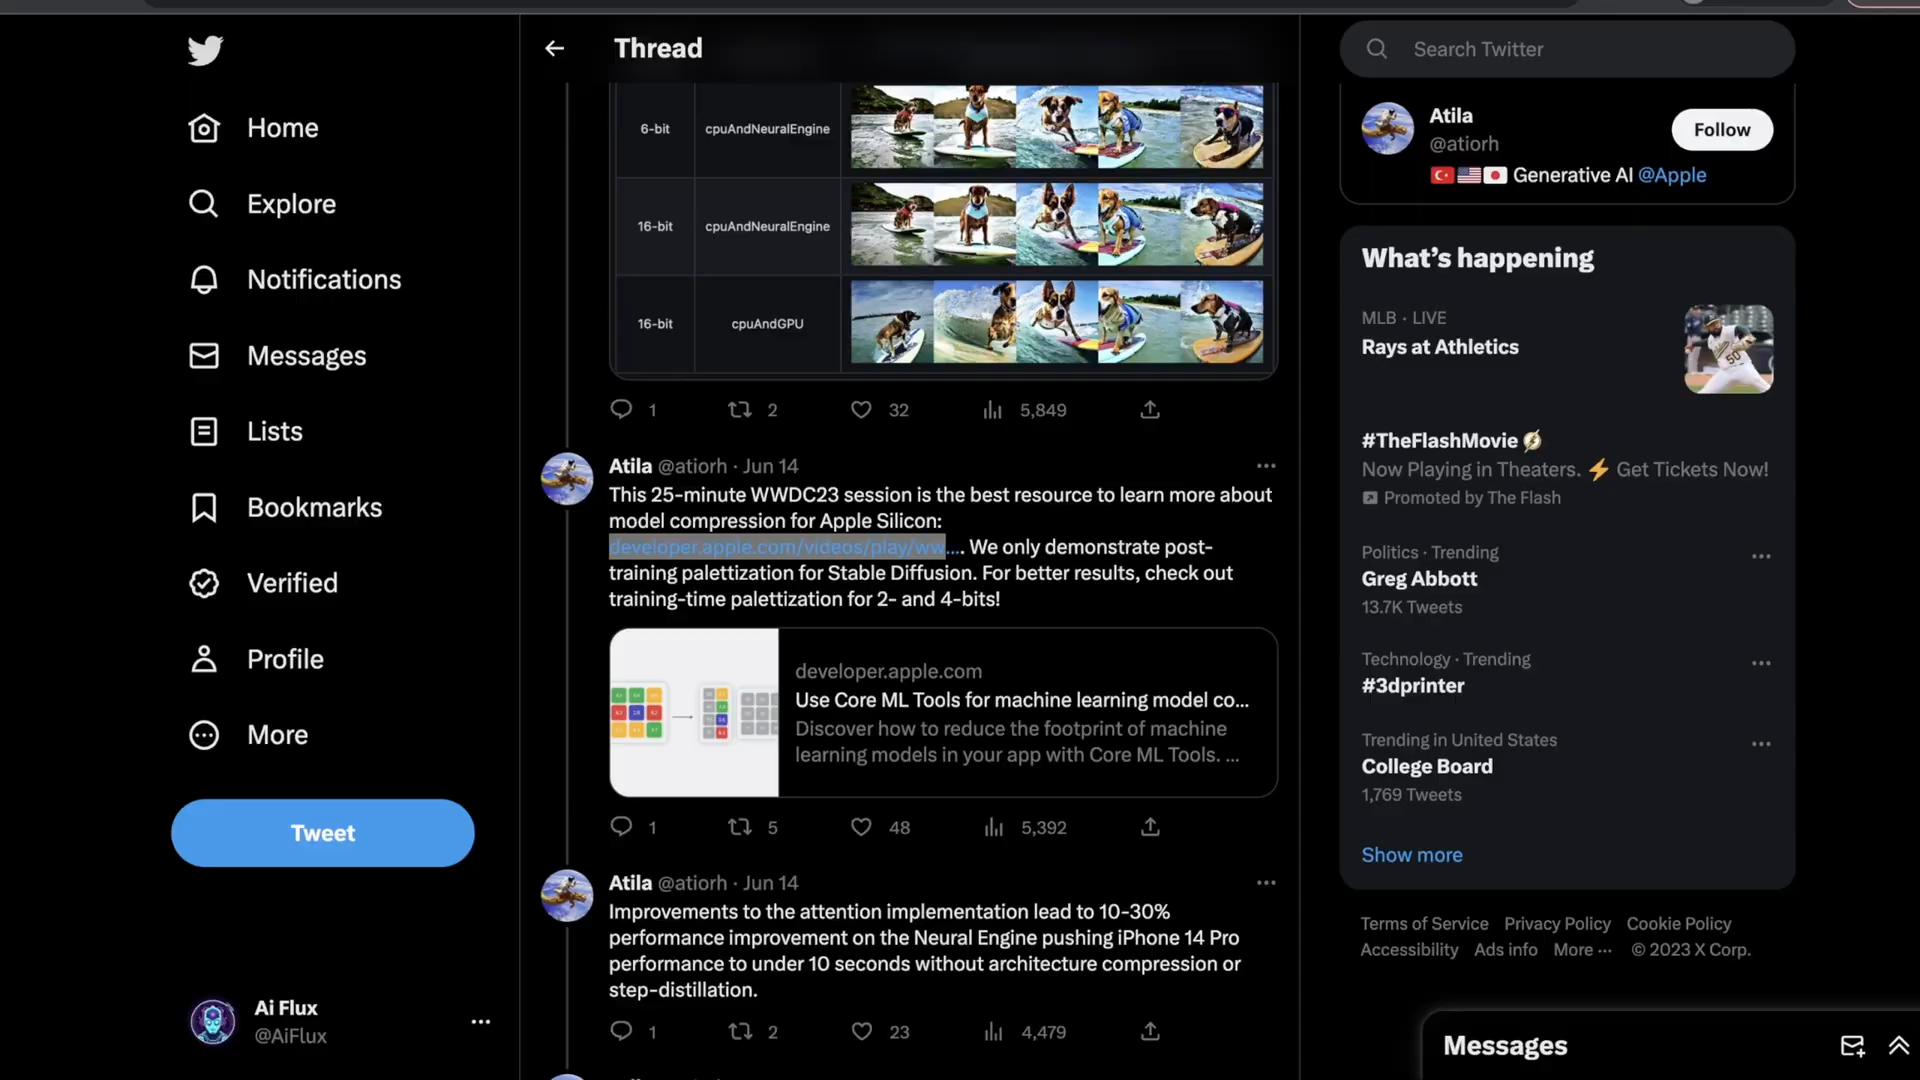 Home
Explore
Notifications
Messages
Lists
Bookmarks
Verified
Profile
More
Tweet
Ai Flux
@AiFlux
Thread
6-bit cpuAndNeuralEngine
16-bit cpuAndNeuralEngine
16-bit cpuAndGPU
1 2 32 5,849
Atila @atiorh · Jun 14
This 25-minute WWDC23 session is the best resource to learn more about
model compression for Apple Silicon:
developer.apple.com/videos/play/ww…. We only demonstrate post-
training palettization for Stable Diffusion. For better results, check out
training-time palettization for 2- and 4-bits!
developer.apple.com
Use Core ML Tools for machine learning model co...
Discover how to reduce the footprint of machine
learning models in your app with Core ML Tools. ...
1 5 48 5,392
Atila @atiorh · Jun 14
Improvements to the attention implementation lead to 10-30%
performance improvement on the Neural Engine pushing iPhone 14 Pro
performance to under 10 seconds without architecture compression or
step-distillation.
1 2 23 4,479
Search Twitter
Atila
@atiorh
Follow
Generative AI @Apple
What's happening
MLB · LIVE
Rays at Athletics
#TheFlashMovie
Now Playing in Theaters. ⚡ Get Tickets Now!
Promoted by The Flash
Politics · Trending
Greg Abbott
13.7K Tweets
Technology · Trending
#3dprinter
Trending in United States
College Board
1,769 Tweets
Show more
Terms of Service Privacy Policy Cookie Policy
Accessibility Ads info More ··· © 2023 X Corp.
Messages